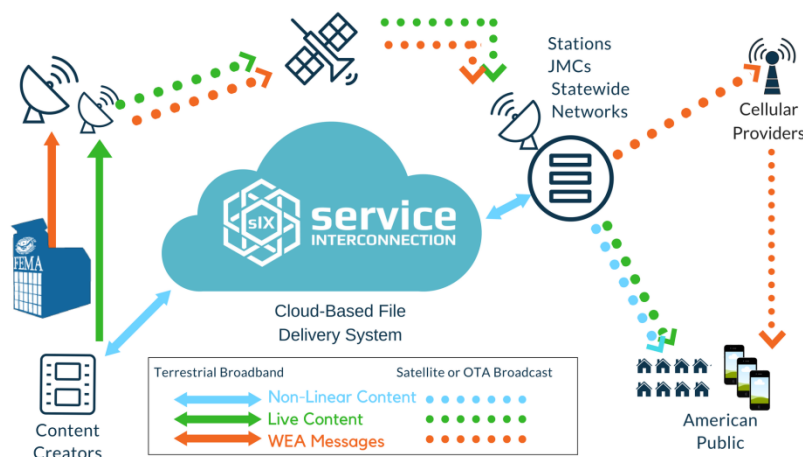 Stations
JMCs
Statewide
Networks
Cellular
Providers
sIX
service
INTERCONNECTION
FEMA
Cloud-Based File
Delivery System
Content
Creators
Terrestrial Broadband
Satellite or OTA Broadcast
Non-Linear Content
Live Content
WEA Messages
American
Public